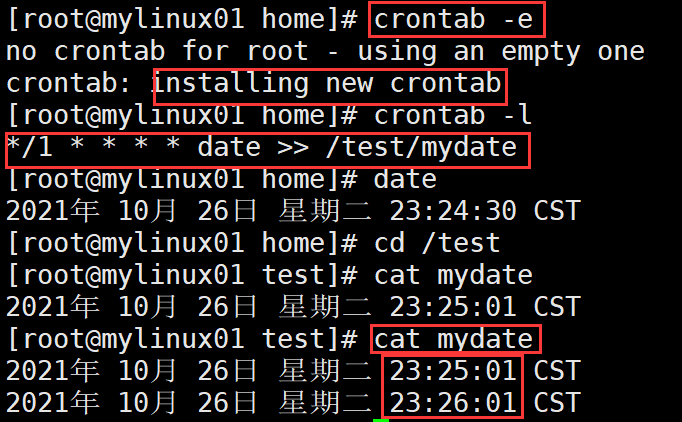 [root@mylinux01 home]# crontab -e
no crontab for root - using an empty one
crontab: installing new crontab
[root@mylinux01 home]# crontab -l
*/1 * * * * date >> /test/mydate
[root@mylinux01 home]# date
2021年 10月 26日 星期二 23:24:30 CST
[root@mylinux01 home]# cd /test
[root@mylinux01 test]# cat mydate
2021年 10月 26日 星期二 23:25:01 CST
[root@mylinux01 test]# cat mydate
2021年 10月 26日 星期二 23:25:01 CST
2021年 10月 26日 星期二 23:26:01 CST